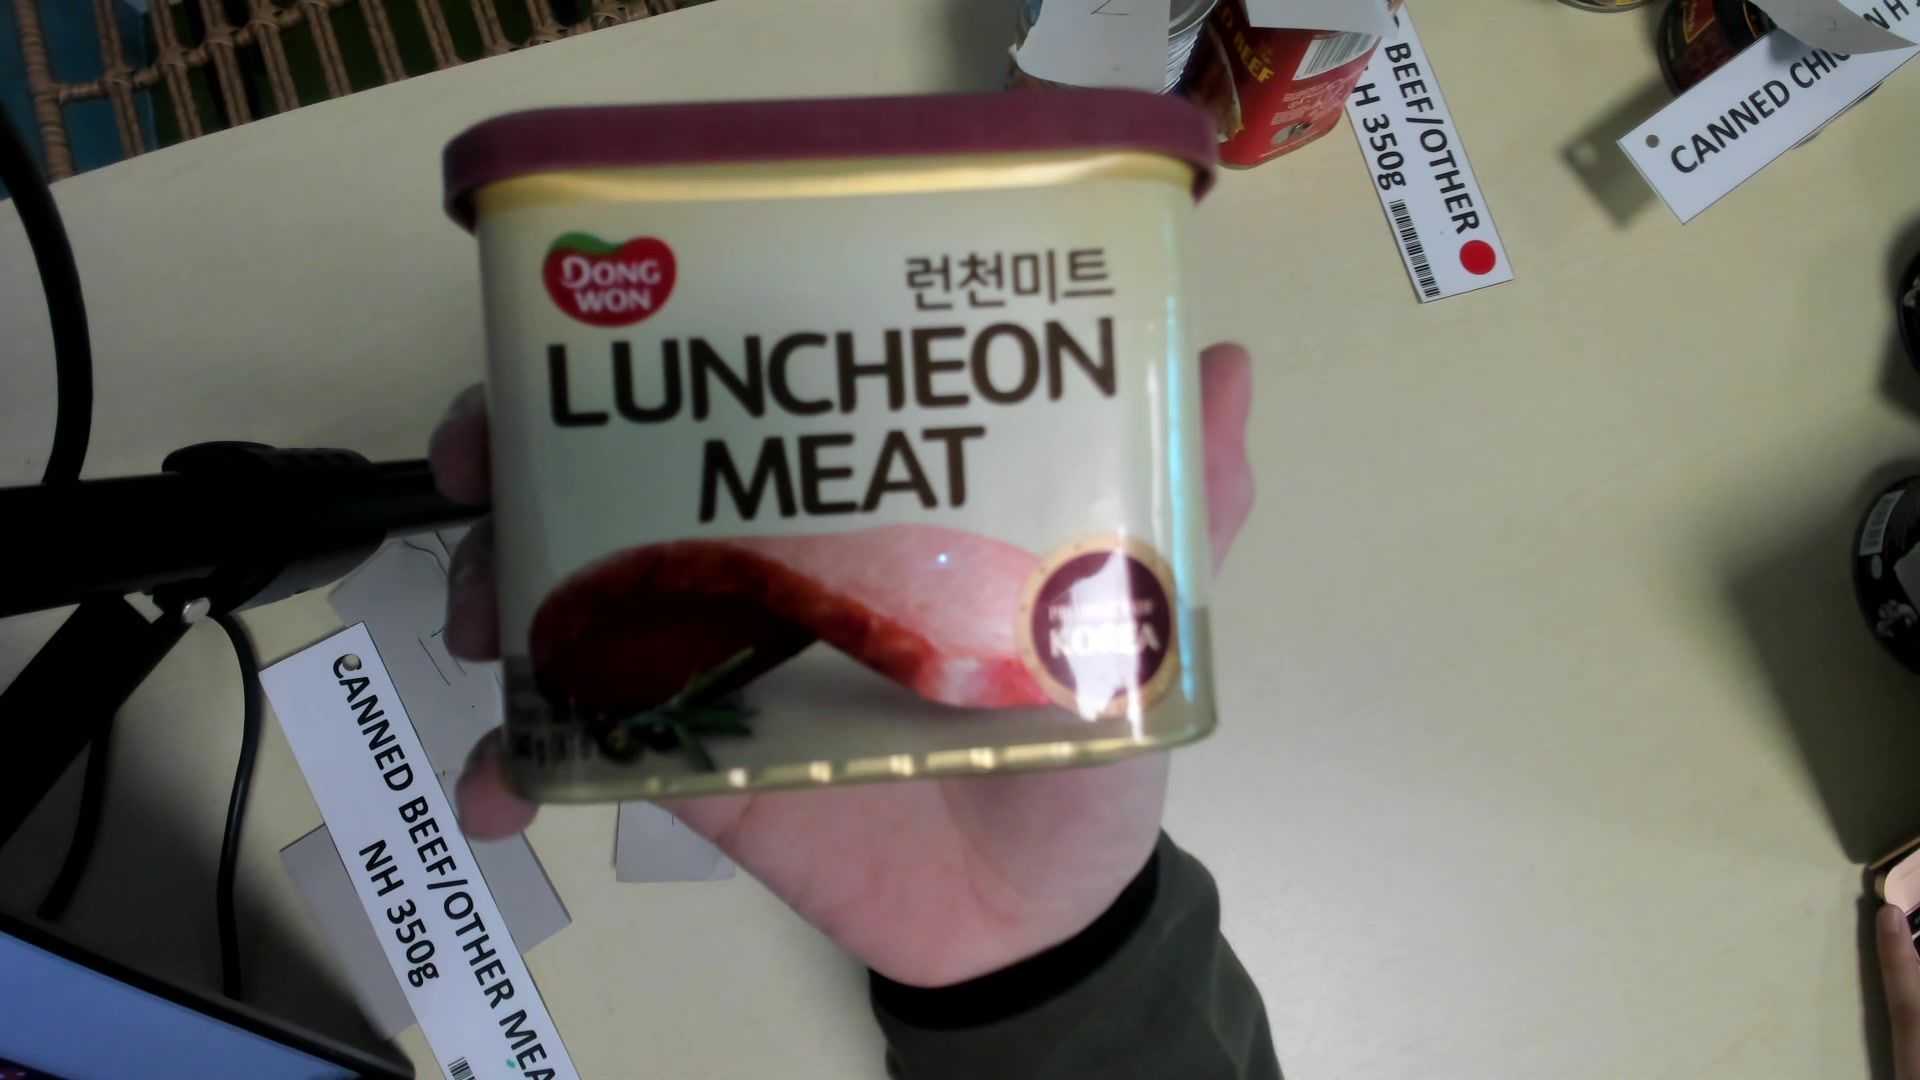 DONG
WON
런천미트
LUNCHEON
MEAT
KOREA
BEEF
BEEF/OTHER
H 350g
CANNED CHIC
NH
CANNED BEEF/OTHER MEA
NH 350g